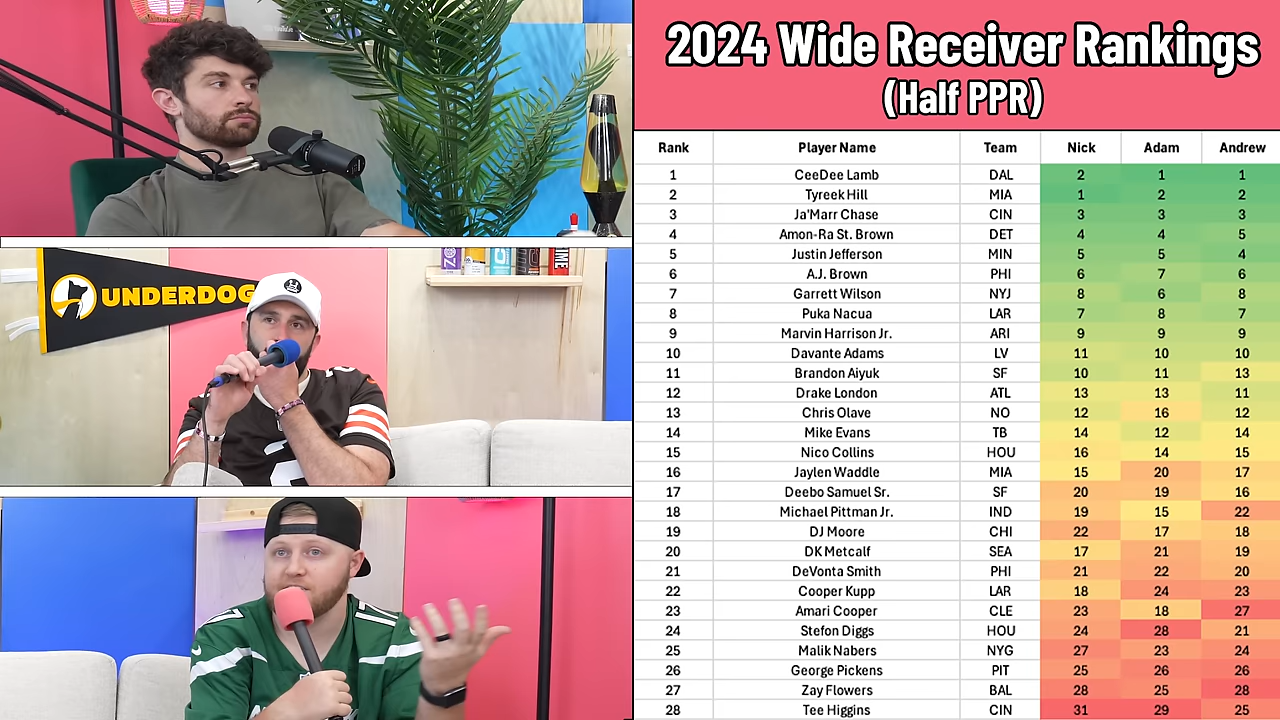 UNDERDOG
2024 Wide Receiver Rankings
(Half PPR)
Rank Player Name Team Nick Adam Andrew
1 CeeDee Lamb DAL 2 1 1
2 Tyreek Hill MIA 1 2 2
3 Ja'Marr Chase CIN 3 3 3
4 Amon-Ra St. Brown DET 4 4 5
5 Justin Jefferson MIN 5 5 4
6 A.J. Brown PHI 6 7 6
7 Garrett Wilson NYJ 8 6 8
8 Puka Nacua LAR 7 8 7
9 Marvin Harrison Jr. ARI 9 9 9
10 Davante Adams LV 11 10 10
11 Brandon Aiyuk SF 10 11 13
12 Drake London ATL 13 13 11
13 Chris Olave NO 12 16 12
14 Mike Evans TB 14 12 14
15 Nico Collins HOU 16 14 15
16 Jaylen Waddle MIA 15 20 17
17 Deebo Samuel Sr. SF 20 19 16
18 Michael Pittman Jr. IND 19 15 22
19 DJ Moore CHI 22 17 18
20 DK Metcalf SEA 17 21 19
21 DeVonta Smith PHI 21 22 20
22 Cooper Kupp LAR 18 24 23
23 Amari Cooper CLE 23 18 27
24 Stefon Diggs HOU 24 28 21
25 Malik Nabers NYG 27 23 24
26 George Pickens PIT 25 26 26
27 Zay Flowers BAL 28 25 28
28 Tee Higgins CIN 31 29 25